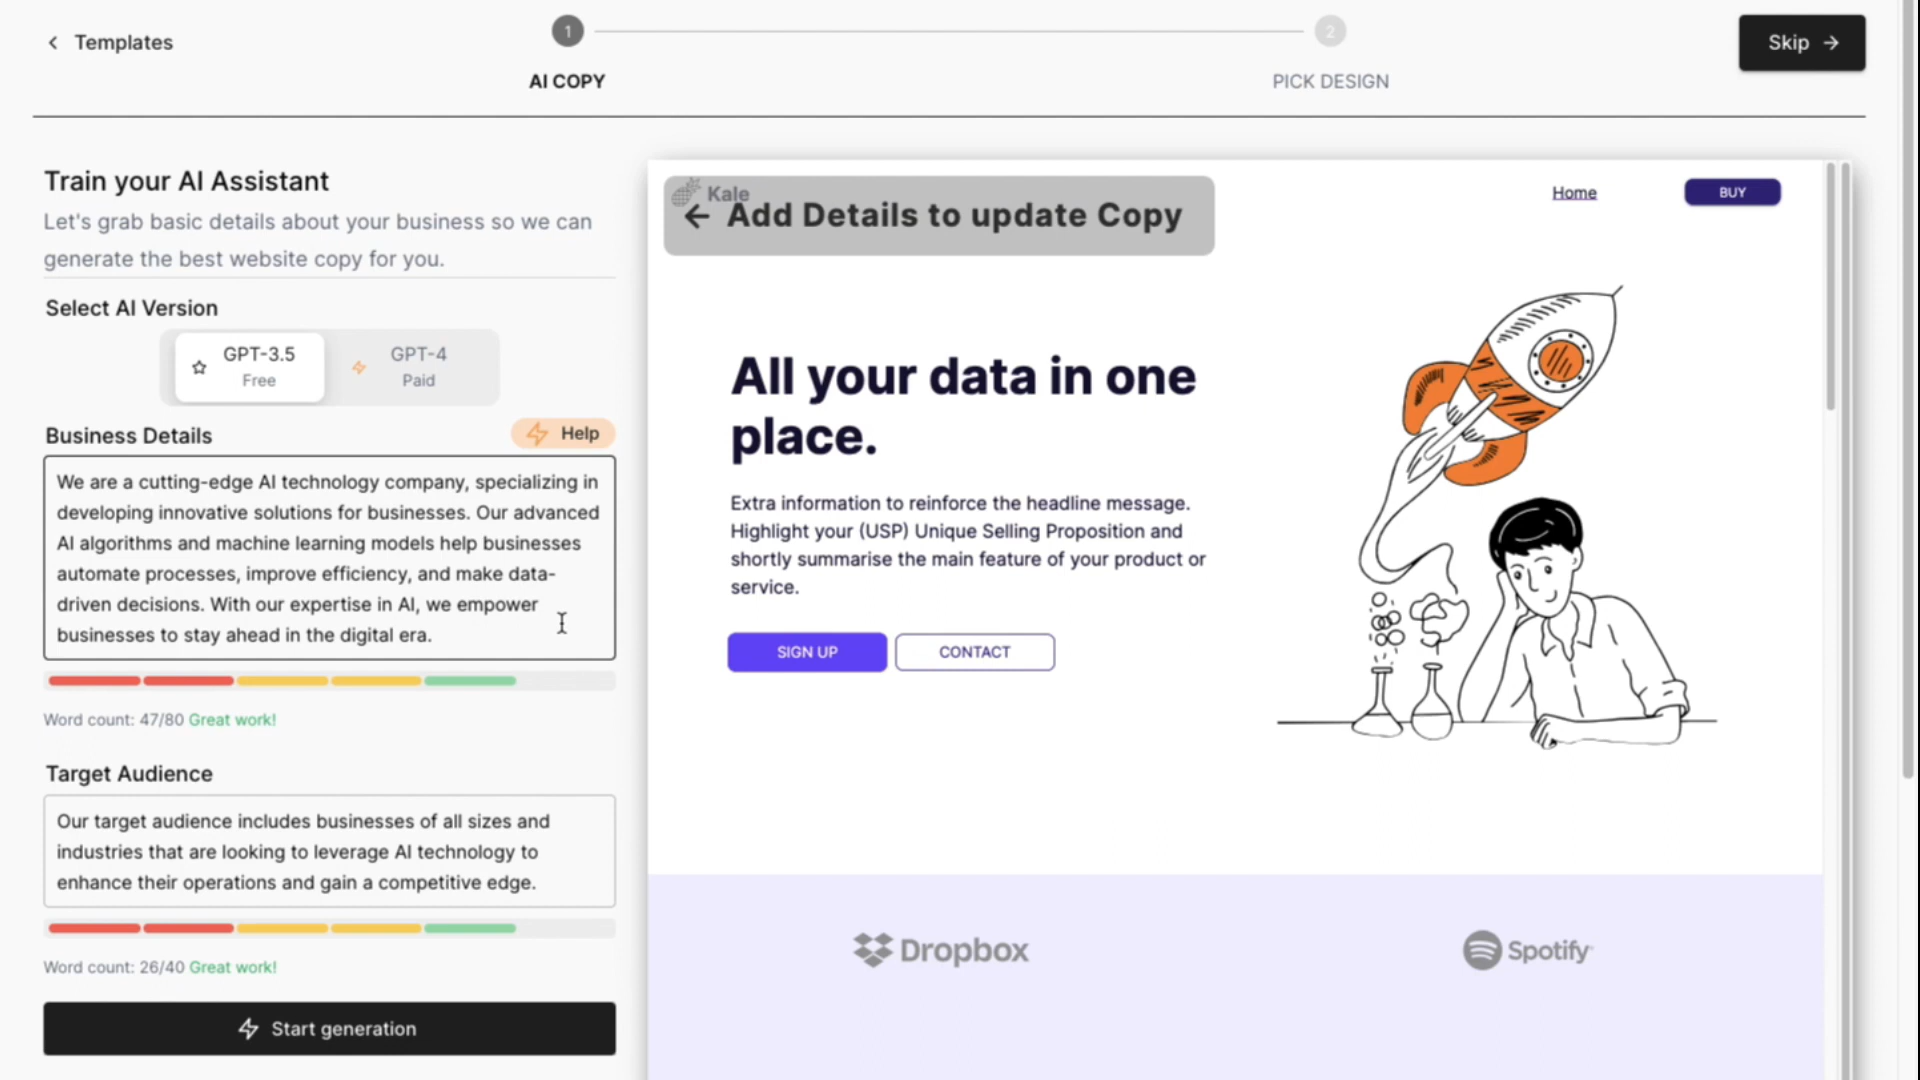 Templates
1
2
Skip
AI COPY
PICK DESIGN
Train your AI Assistant
Let's grab basic details about your business so we can
generate the best website copy for you.
Select AI Version
GPT-3.5
Free
GPT-4
Paid
Business Details
Help
We are a cutting-edge AI technology company, specializing in
developing innovative solutions for businesses. Our advanced
AI algorithms and machine learning models help businesses
automate processes, improve efficiency, and make data-
driven decisions. With our expertise in AI, we empower
businesses to stay ahead in the digital era.
Word count: 47/80 Great work!
Target Audience
Our target audience includes businesses of all sizes and
industries that are looking to leverage AI technology to
enhance their operations and gain a competitive edge.
Word count: 26/40 Great work!
Start generation
Kale
Add Details to update Copy
Home
BUY
All your data in one
place.
Extra information to reinforce the headline message.
Highlight your (USP) Unique Selling Proposition and
shortly summarise the main feature of your product or
service.
SIGN UP
CONTACT
Dropbox
Spotify